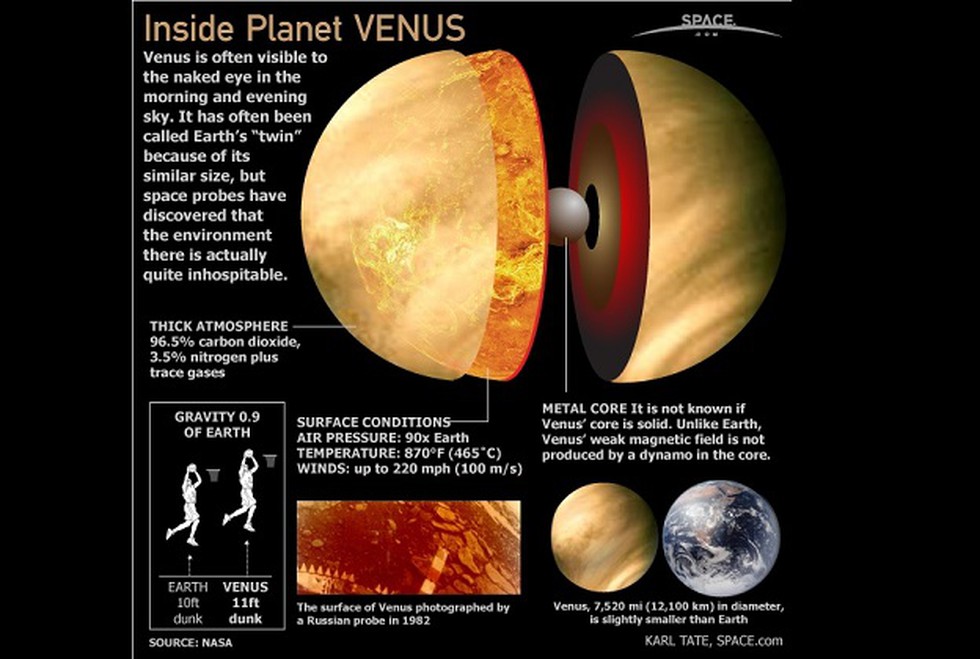 Inside Planet VENUS
SPACE.
.COM
Venus is often visible to
the naked eye in the
morning and evening
sky. It has often been
called Earth's “twin”
because of its
similar size, but
space probes have
discovered that
the environment
there is actually
quite inhospitable.
THICK ATMOSPHERE
96.5% carbon dioxide,
3.5% nitrogen plus
trace gases
GRAVITY 0.9
OF EARTH
EARTH
10ft
dunk
VENUS
11ft
dunk
SURFACE CONDITIONS
AIR PRESSURE: 90x Earth
TEMPERATURE: 870°F (465˚C)
WINDS: up to 220 mph (100 m/s)
METAL CORE It is not known if
Venus’ core is solid. Unlike Earth,
Venus’ weak magnetic field is not
produced by a dynamo in the core.
The surface of Venus photographed by
a Russian probe in 1982
Venus, 7,520 mi (12,100 km) in diameter,
is slightly smaller than Earth
SOURCE: NASA
KARL TATE, SPACE.com